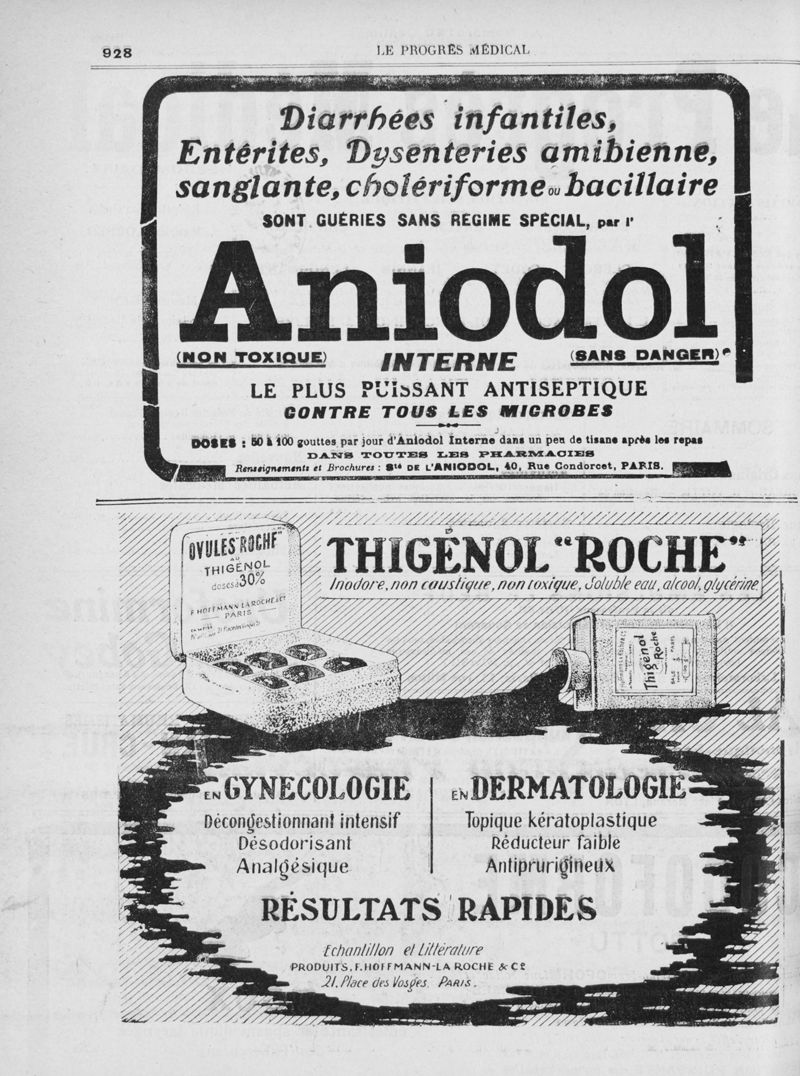 928
LE PROGRÈS MÉDICAL
Diarrhées infantiles,
Entérites, Dysenteries amibienne,
sanglante, cholériforme ou bacillaire
SONT GUÉRIES SANS REGIME SPÉCIAL, par l'
Aniodol
(NON TOXIQUE) INTERNE (SANS DANGER)
LE PLUS PUISSANT ANTISEPTIQUE
CONTRE TOUS LES MICROBES
DOSES : 50 à 100 gouttes par jour d'Aniodol Interne dans un peu de tisane après les repas
DANS TOUTES LES PHARMACIES
Renseignements et Brochures : Sté DE L'ANIODOL, 40, Rue Condorcet, PARIS.
OVULES "ROCHE"
AU
THIGÉNOL
doses à 30%
F. HOFFMANN-LA ROCHE & Cº
PARIS
THIGÉNOL "ROCHE"
Inodore, non caustique, non toxique, Soluble eau, alcool, glycérine
Thigénol
Roche
EN GYNECOLOGIE
Décongestionnant intensif
Désodorisant
Analgésique
EN DERMATOLOGIE
Topique kératoplastique
Réducteur faible
Antiprurigineux
RÉSULTATS RAPIDES
Echantillon et Littérature
PRODUITS, F. HOFFMANN-LA ROCHE & Cº
21, Place des Vosges, PARIS.